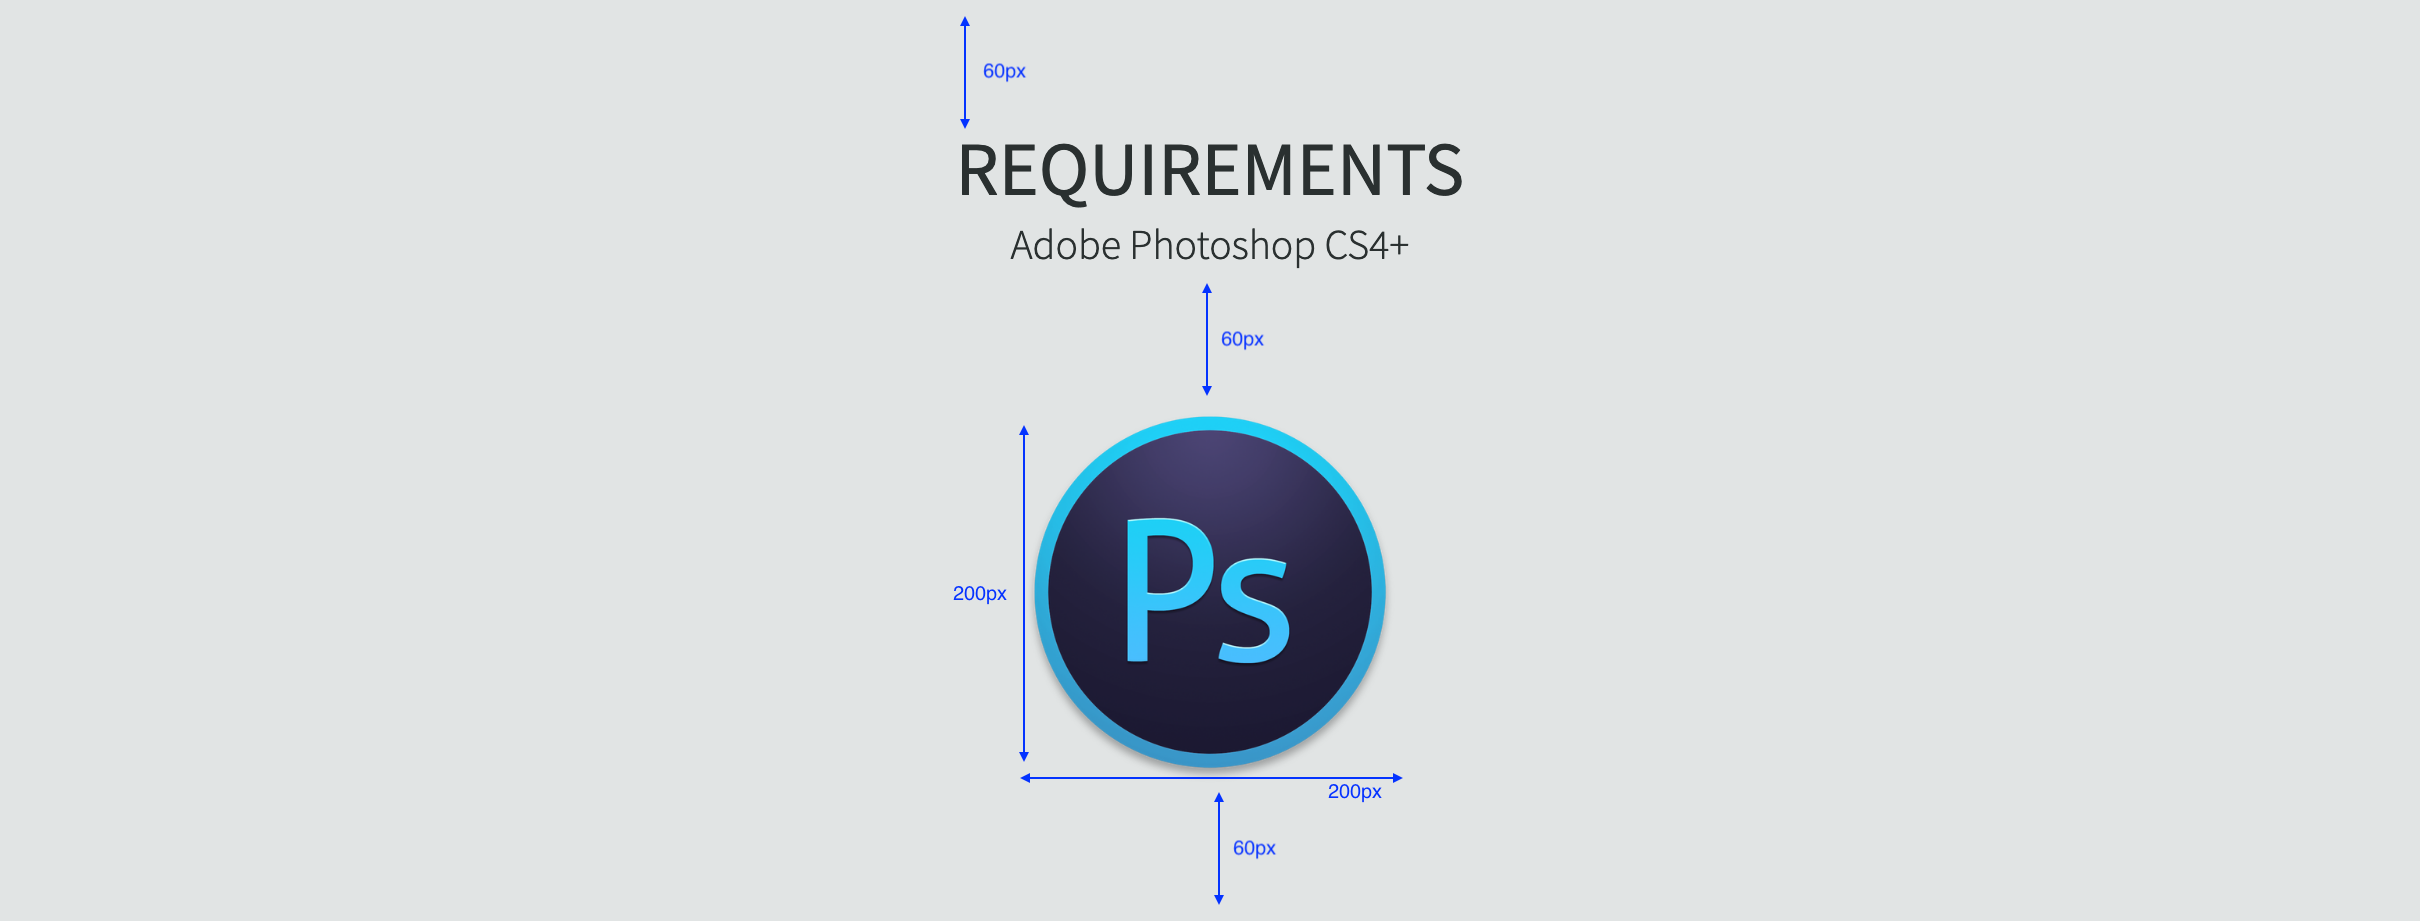 60px
REQUIREMENTS
Adobe Photoshop CS4+
60px
Ps
200px
200px
60px